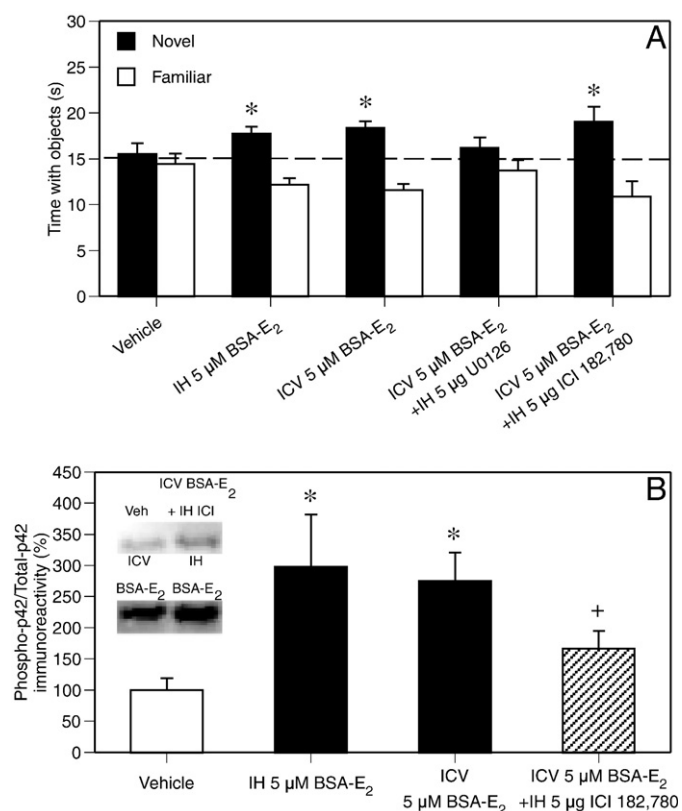 A
Novel
Familiar
Time with objects (s)
30
25
20
15
10
5
0
*
*
*
Vehicle
IH 5 µM BSA-E₂
ICV 5 µM BSA-E₂
ICV 5 µM BSA-E₂
+IH 5 µg U0126
ICV 5 µM BSA-E₂
+IH 5 µg ICI 182,780
B
Phospho-p42/Total-p42
immunoreactivity (%)
450
400
350
300
250
200
150
100
50
0
ICV BSA-E₂
Veh + IH ICI
ICV IH
BSA-E₂ BSA-E₂
*
*
+
Vehicle
IH 5 µM BSA-E₂
ICV
5 µM BSA-E₂
ICV 5 µM BSA-E₂
+IH 5 µg ICI 182,780